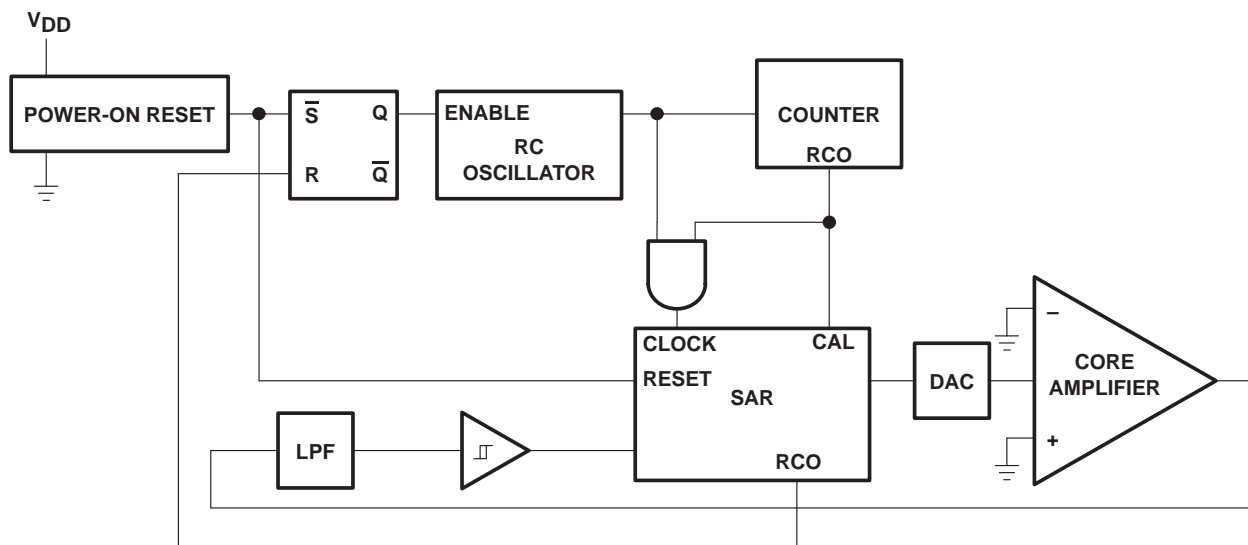 VDD
POWER-ON RESET
S Q
R Q
ENABLE
RC
OSCILLATOR
COUNTER
RCO
CLOCK CAL
RESET
SAR
RCO
DAC
−
CORE
AMPLIFIER
+
LPF